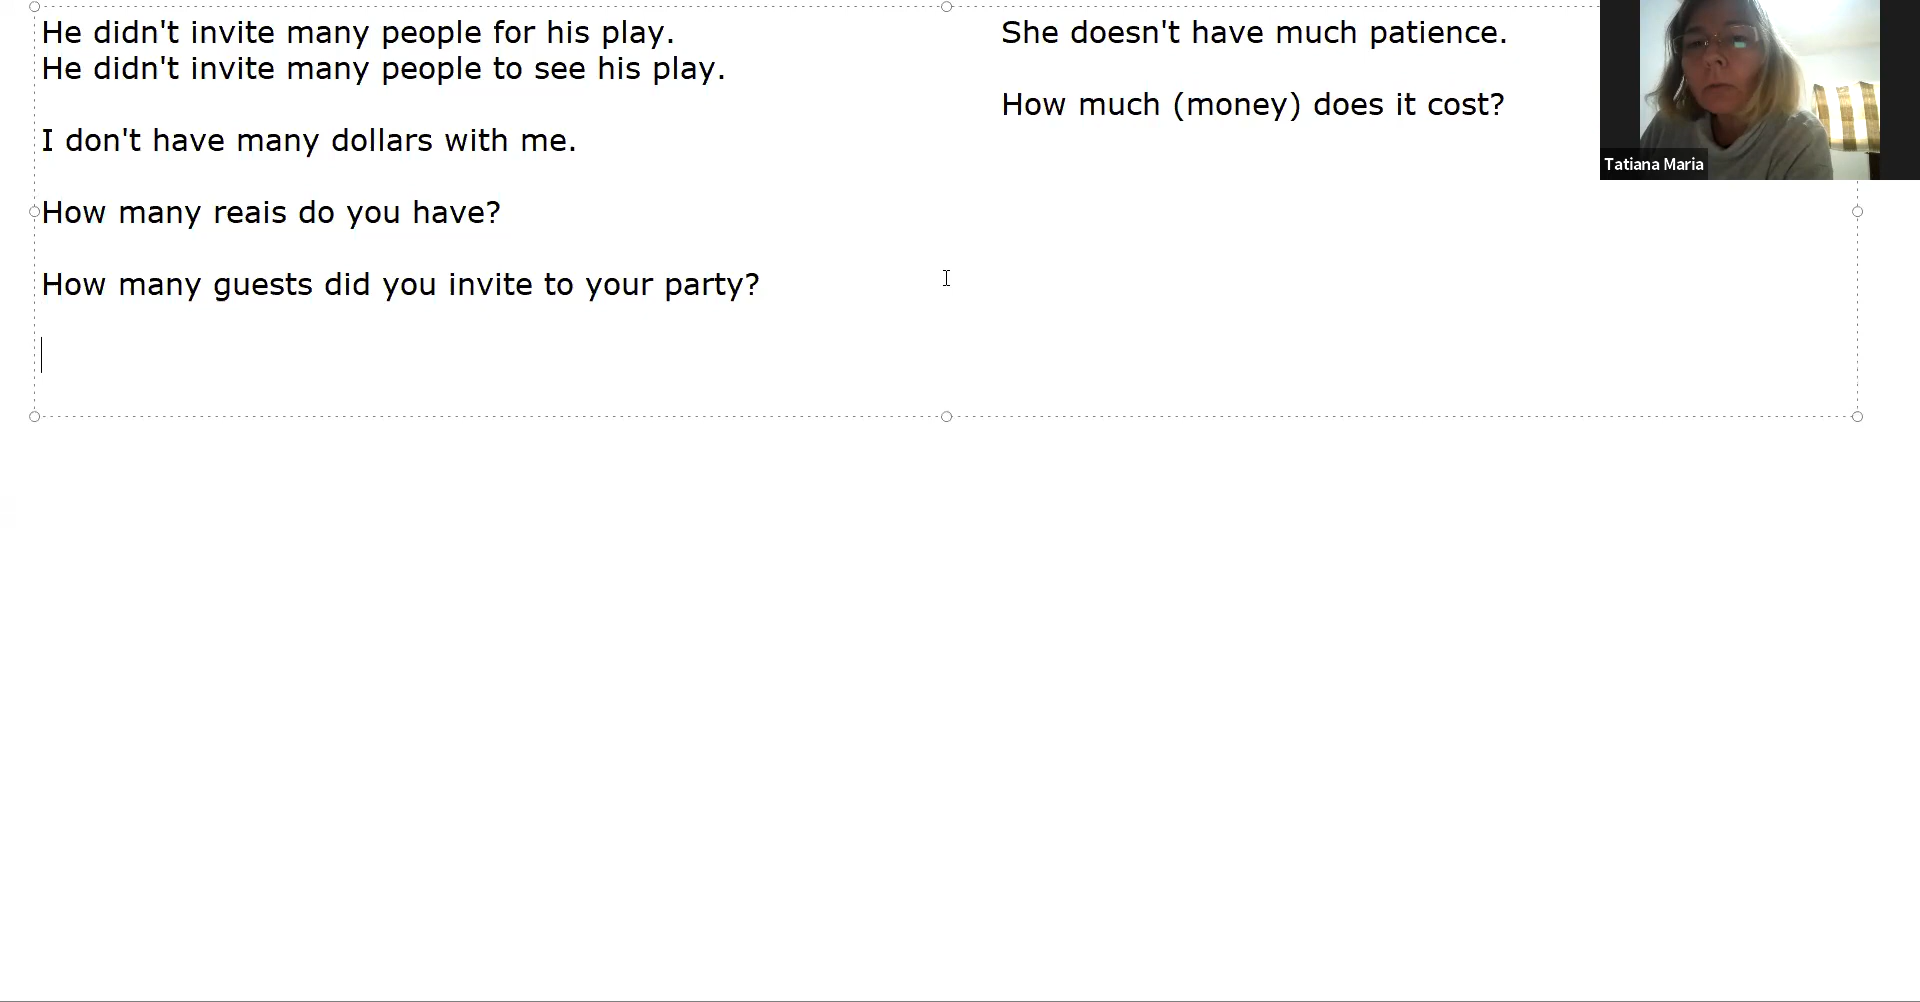 He didn't invite many people for his play.
He didn't invite many people to see his play.
I don't have many dollars with me.
How many reais do you have?
How many guests did you invite to your party?
She doesn't have much patience.
How much (money) does it cost?
Tatiana Maria